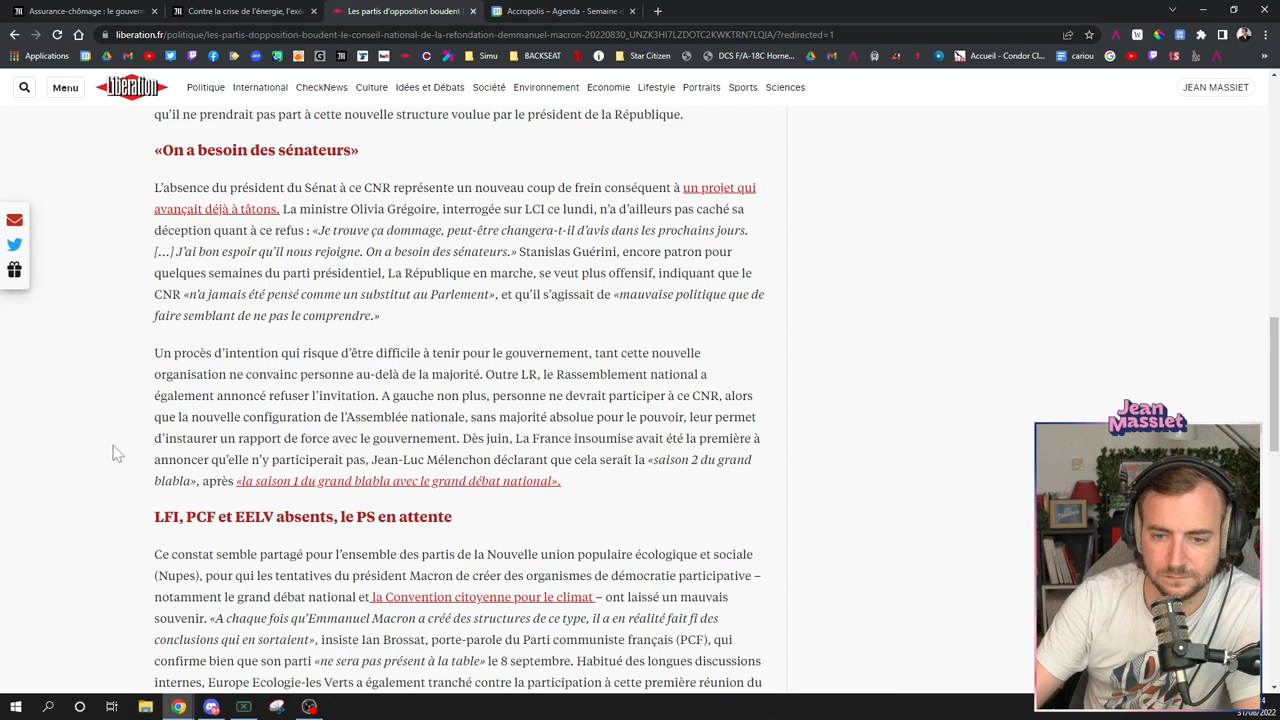 Assurance-chômage : le gouvern
Contre la crise de l'énergie, l'exé
Les partis d'opposition boudent l
Accropolis – Agenda - Semaine d
liberation.fr/politique/les-partis-dopposition-boudent-le-conseil-national-de-la-refondation-demmanuel-macron-20220830_UNZK3HI7LZDOTC2KWKTRN7LQIA/?redirected=1
Applications
Simu
BACKSEAT
Star Citizen
DCS F/A-18C Horne...
Accueil - Condor Cl...
cariou
Menu
Libération
Politique International CheckNews Culture Idées et Débats Société Environnement Economie Lifestyle Portraits Sports Sciences
JEAN MASSIET
qu'il ne prendrait pas part à cette nouvelle structure voulue par le président de la République.
«On a besoin des sénateurs»
L'absence du président du Sénat à ce CNR représente un nouveau coup de frein conséquent à un projet qui
avançait déjà à tâtons. La ministre Olivia Grégoire, interrogée sur LCI ce lundi, n'a d'ailleurs pas caché sa
déception quant à ce refus : «Je trouve ça dommage, peut-être changera-t-il d'avis dans les prochains jours.
[...] J'ai bon espoir qu'il nous rejoigne. On a besoin des sénateurs.» Stanislas Guérini, encore patron pour
quelques semaines du parti présidentiel, La République en marche, se veut plus offensif, indiquant que le
CNR «n'a jamais été pensé comme un substitut au Parlement», et qu'il s'agissait de «mauvaise politique que de
faire semblant de ne pas le comprendre.»
Un procès d'intention qui risque d'être difficile à tenir pour le gouvernement, tant cette nouvelle
organisation ne convainc personne au-delà de la majorité. Outre LR, le Rassemblement national a
également annoncé refuser l'invitation. A gauche non plus, personne ne devrait participer à ce CNR, alors
que la nouvelle configuration de l'Assemblée nationale, sans majorité absolue pour le pouvoir, leur permet
d'instaurer un rapport de force avec le gouvernement. Dès juin, La France insoumise avait été la première à
annoncer qu'elle n'y participerait pas, Jean-Luc Mélenchon déclarant que cela serait la «saison 2 du grand
blabla», après «la saison 1 du grand blabla avec le grand débat national».
LFI, PCF et EELV absents, le PS en attente
Ce constat semble partagé pour l'ensemble des partis de la Nouvelle union populaire écologique et sociale
(Nupes), pour qui les tentatives du président Macron de créer des organismes de démocratie participative –
notamment le grand débat national et la Convention citoyenne pour le climat – ont laissé un mauvais
souvenir. «A chaque fois qu'Emmanuel Macron a créé des structures de ce type, il a en réalité fait fi des
conclusions qui en sortaient», insiste Ian Brossat, porte-parole du Parti communiste français (PCF), qui
confirme bien que son parti «ne sera pas présent à la table» le 8 septembre. Habitué des longues discussions
internes, Europe Ecologie-les Verts a également tranché contre la participation à cette première réunion du
Jean
Massiet
31/08/2022